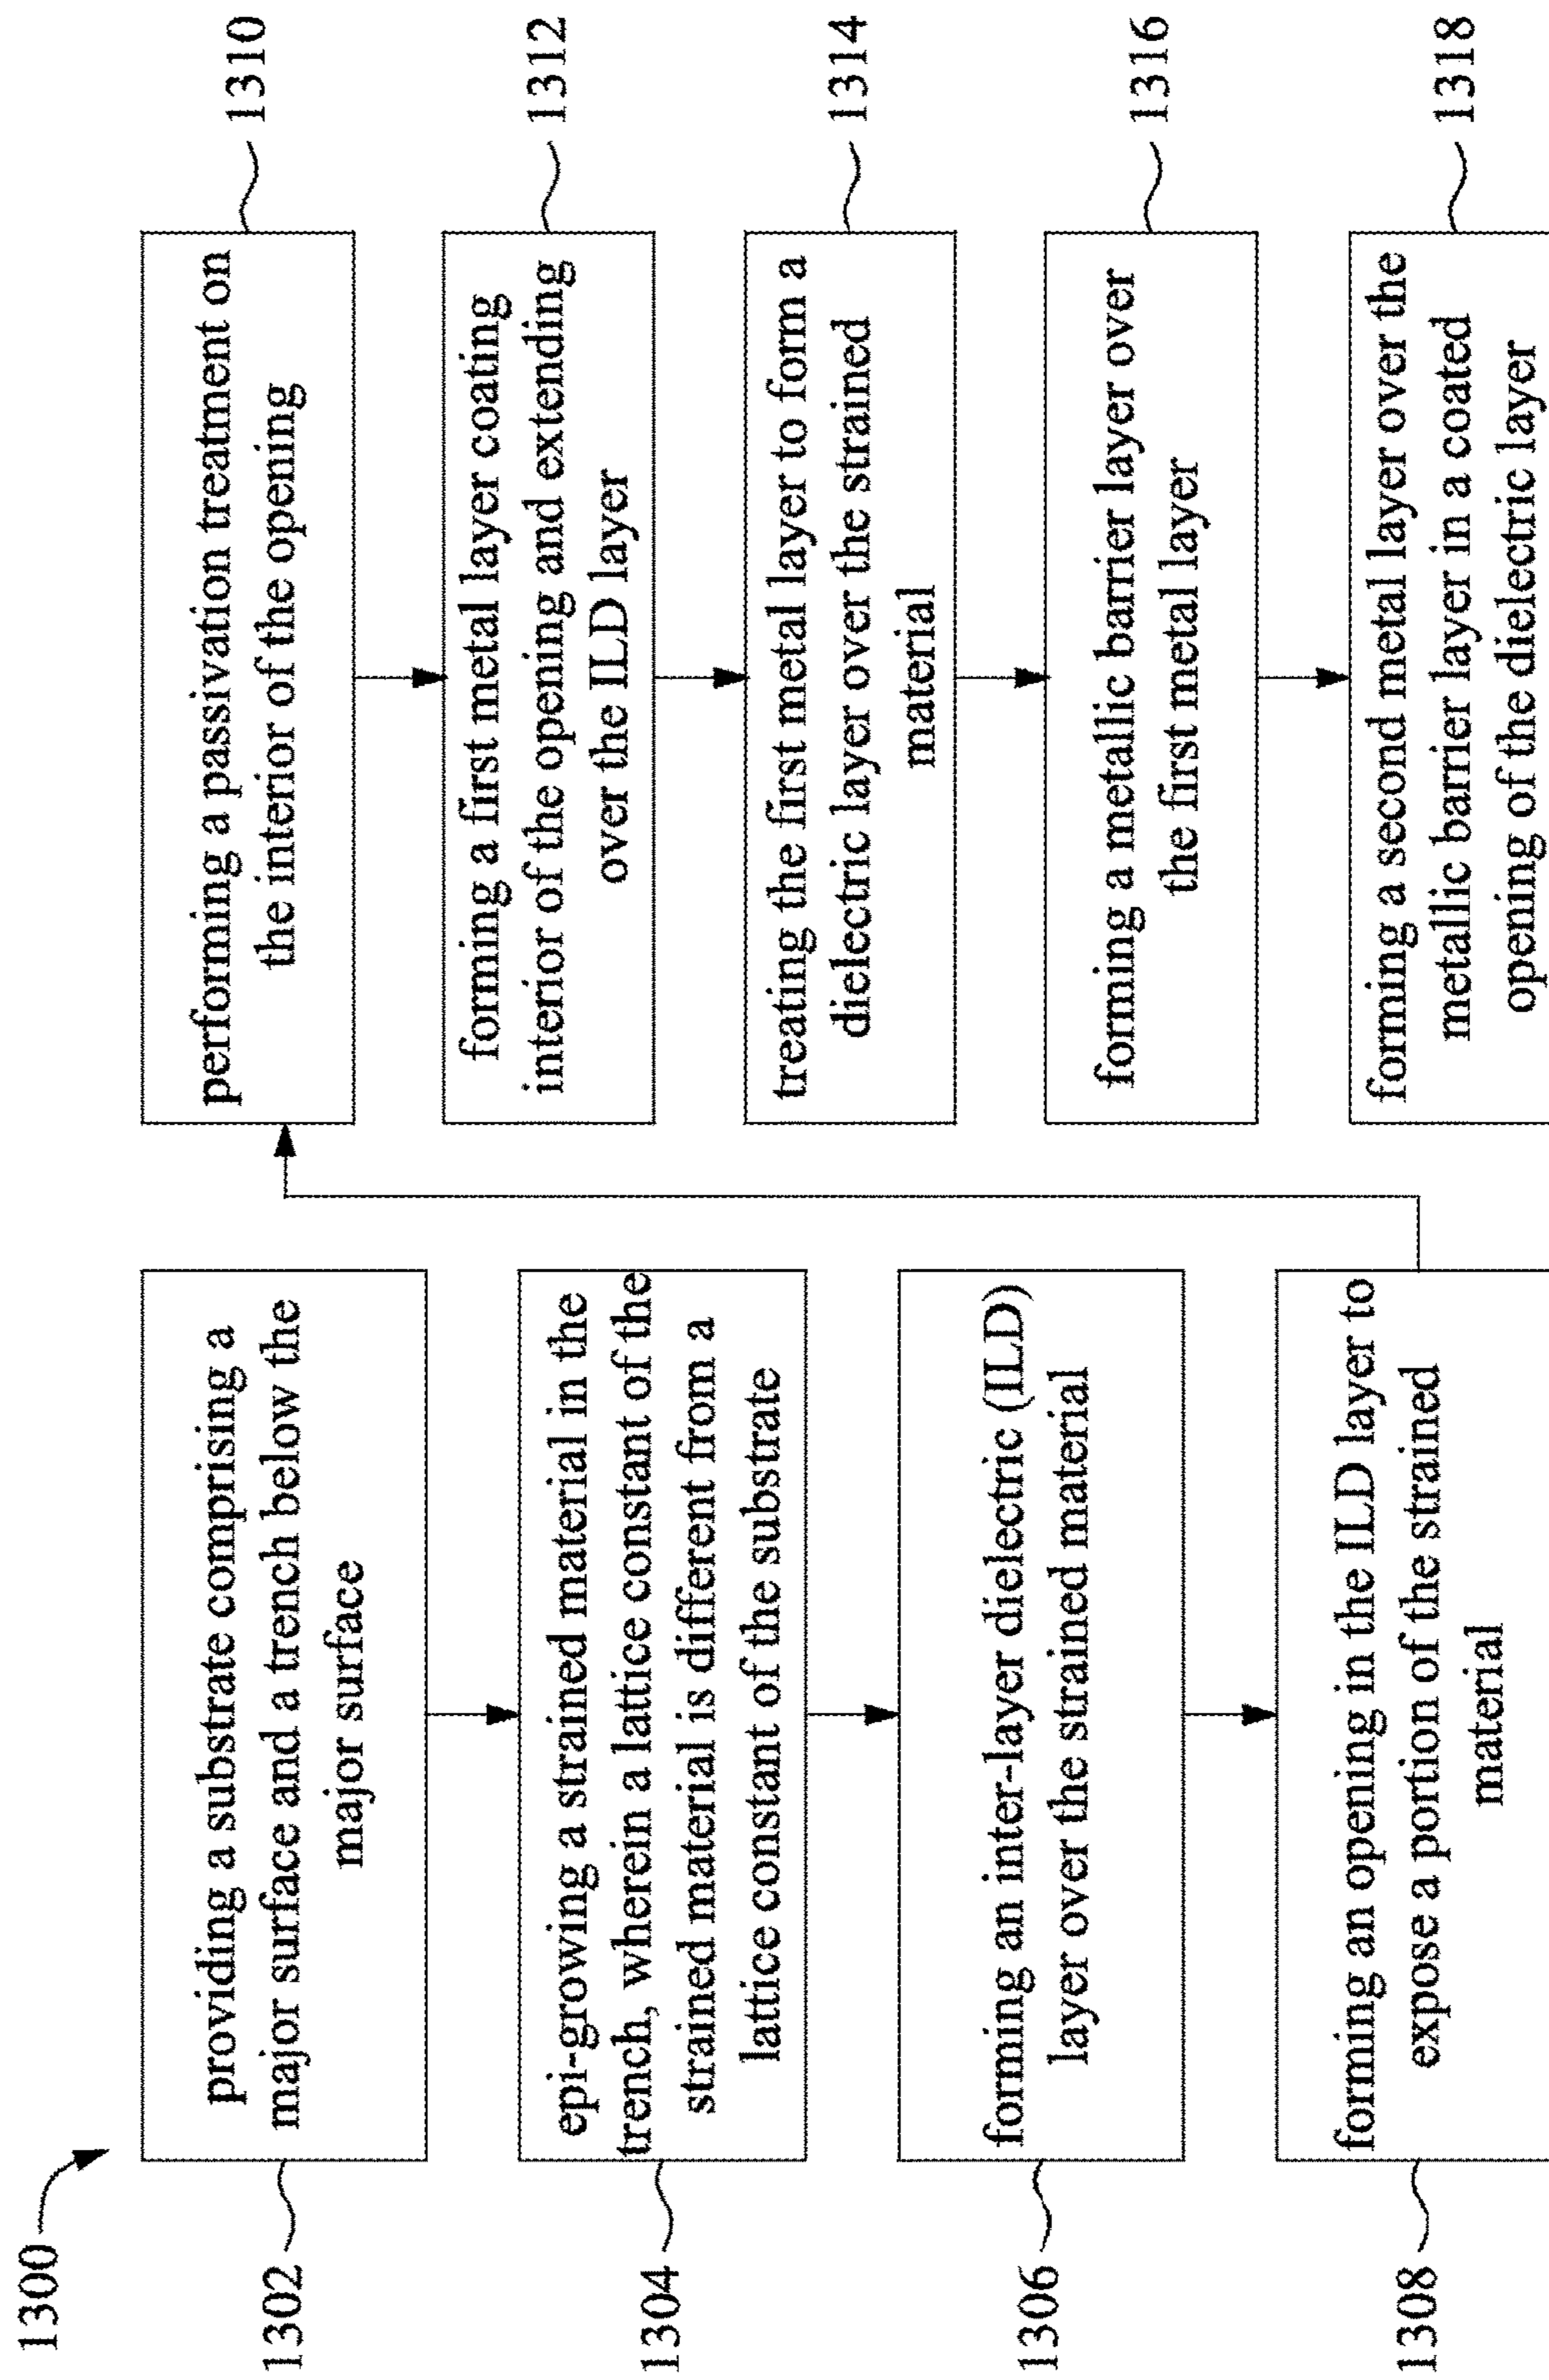 1300
1302
providing a substrate comprising a
major surface and a trench below the
major surface
1304
epi-growing a strained material in the
trench, wherein a lattice constant of the
strained material is different from a
lattice constant of the substrate
1306
forming an inter-layer dielectric (ILD)
layer over the strained material
1308
forming an opening in the ILD layer to
expose a portion of the strained
material
performing a passivation treatment on
the interior of the opening
1310
forming a first metal layer coating
interior of the opening and extending
over the ILD layer
1312
treating the first metal layer to form a
dielectric layer over the strained
material
1314
forming a metallic barrier layer over
the first metal layer
1316
forming a second metal layer over the
metallic barrier layer in a coated
opening of the dielectric layer
1318